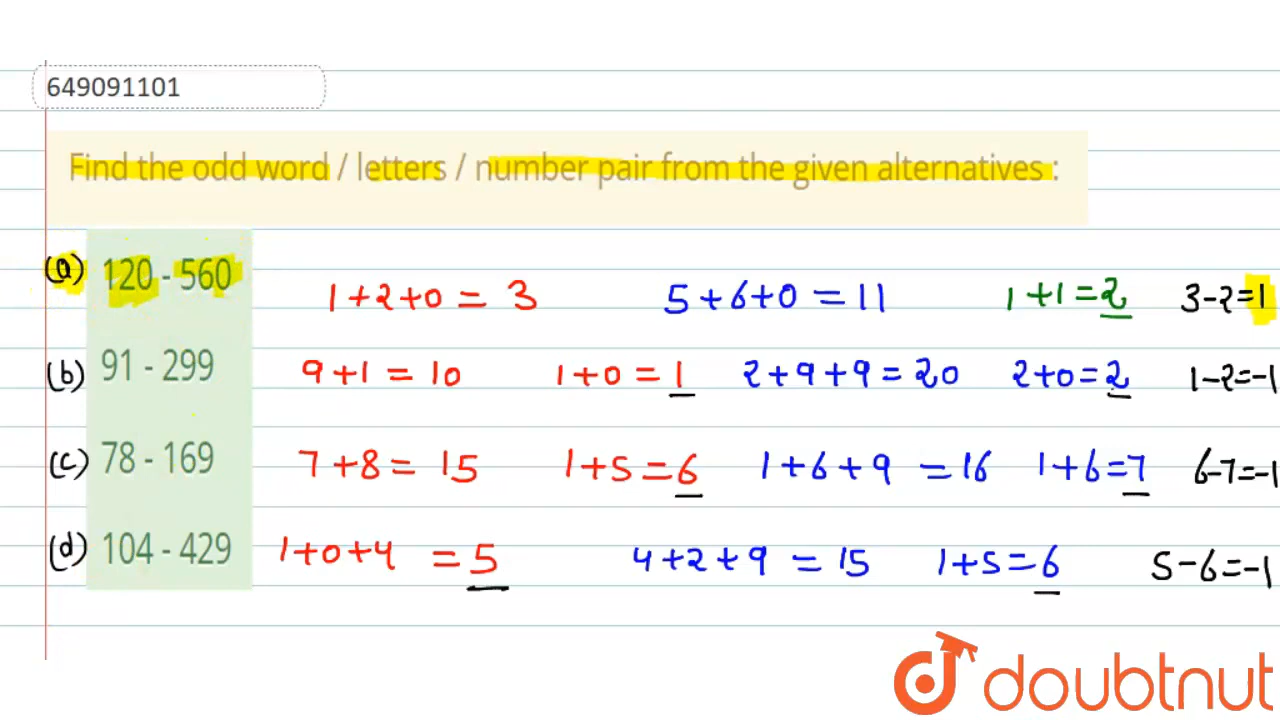 649091101
Find the odd word / letters / number pair from the given alternatives :
(a) 120 - 560 1+2+0 = 3 5+6+0 = 11 1+1=2 3-2=1
(b) 91 - 299 9+1 = 10 1+0 = 1 2+9+9=20 2+0=2 1-2=-1
(c) 78 - 169 7+8= 15 1+5=6 1+6+9 =16 1+6=7 6-7=-1
(d) 104 - 429 1+0+4 =5 4+2+9 = 15 1+5=6 5-6=-1
doubtnut